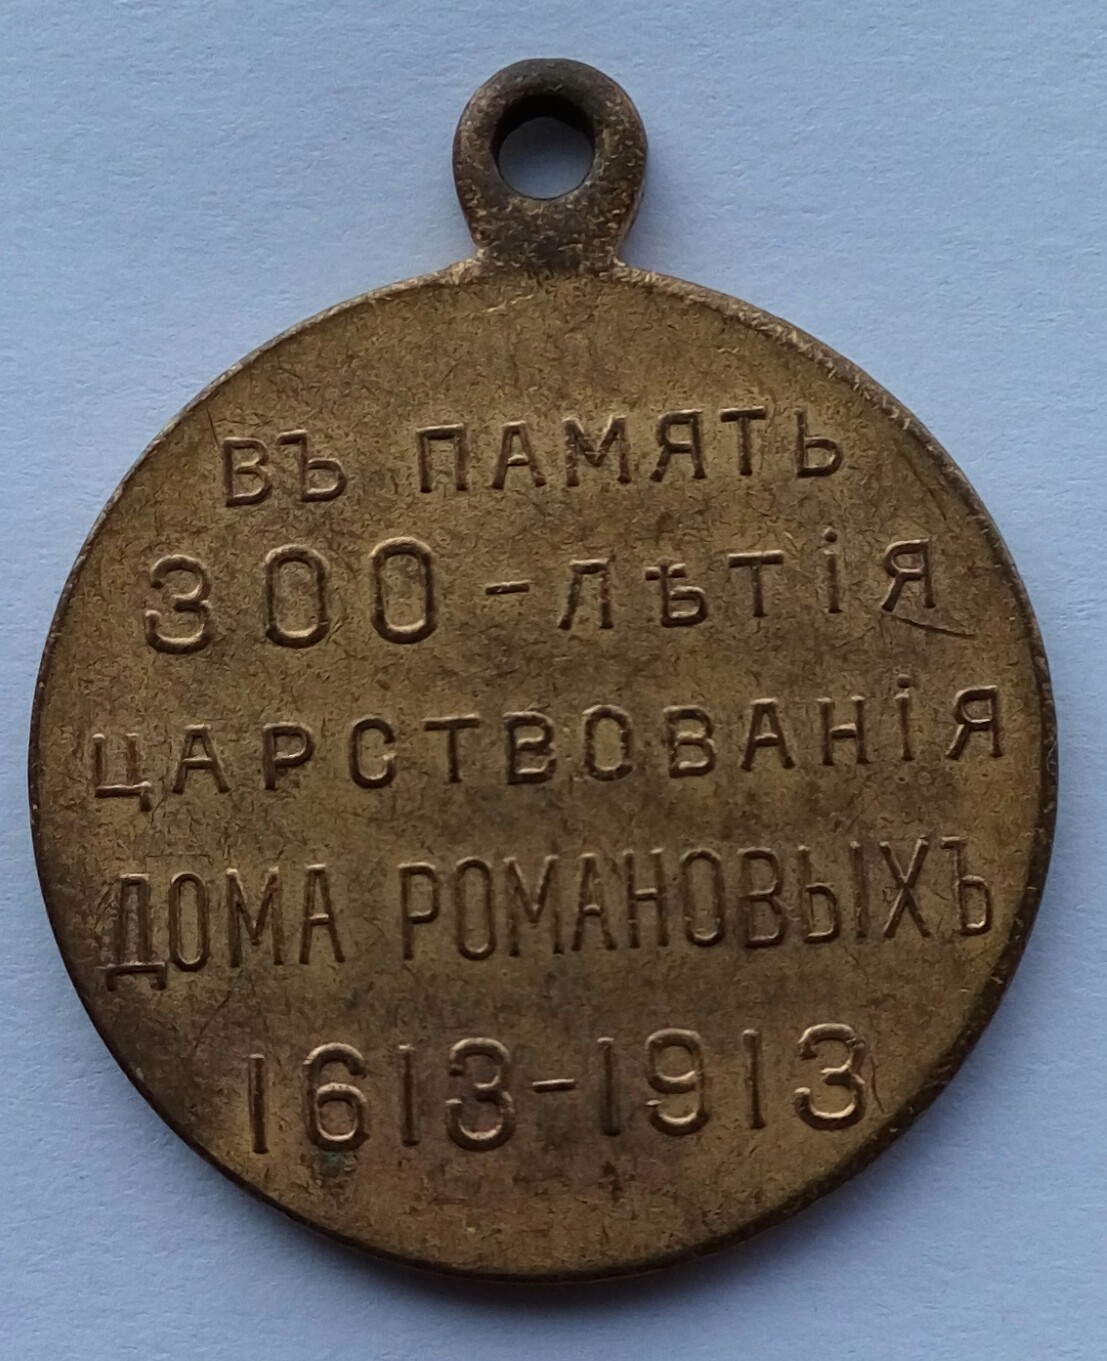 ВЪ ПАМЯТЬ
300-ЛѢТІЯ
ЦАРСТВОВАНІЯ
ДОМА РОМАНОВЫХЪ
1613-1913